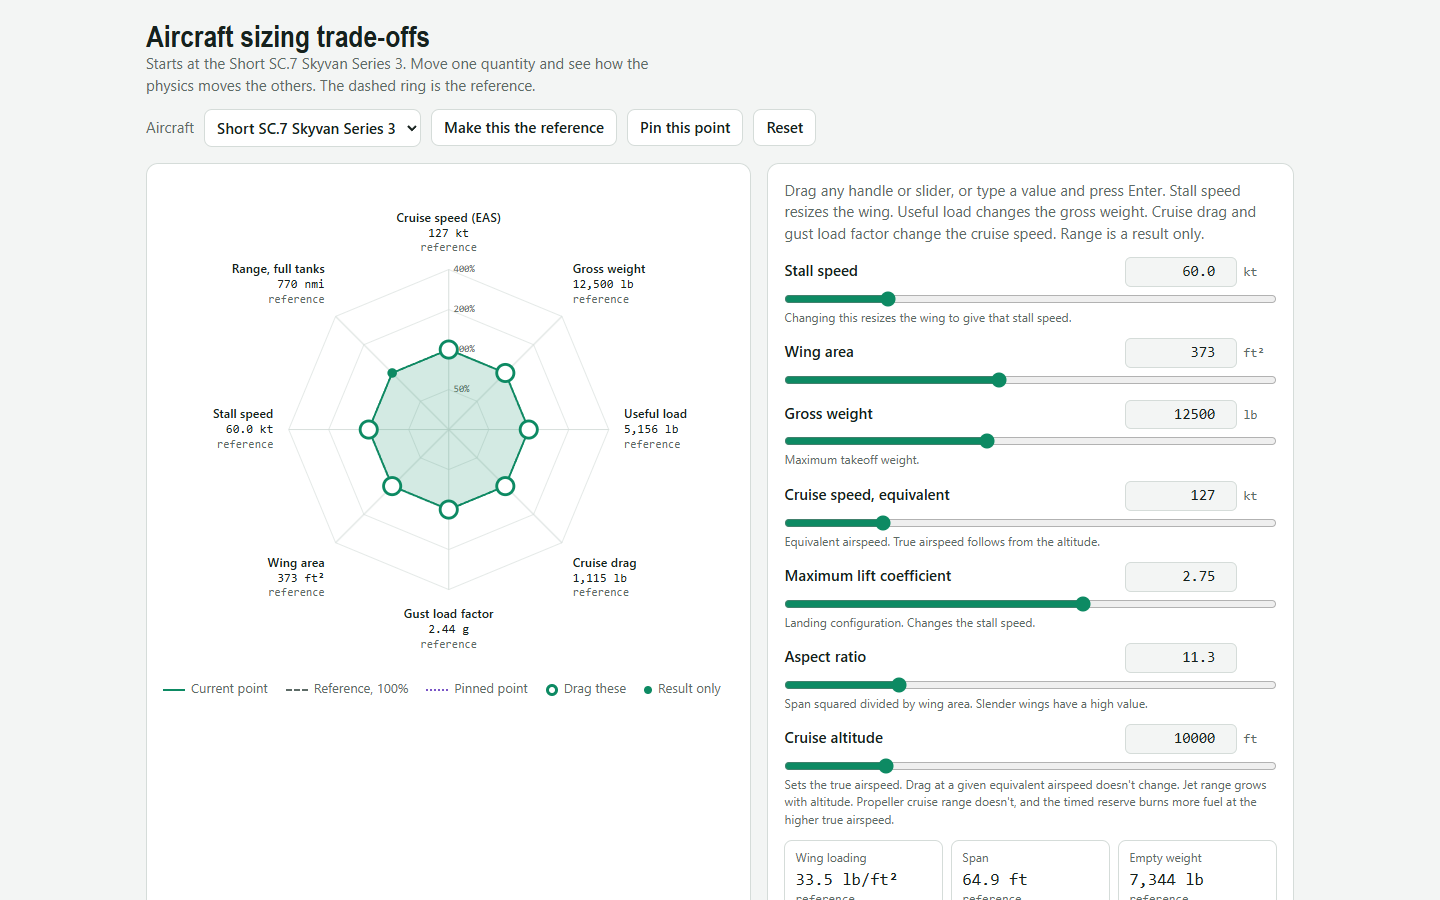 Aircraft sizing trade-offs
Starts at the Short SC.7 Skyvan Series 3. Move one quantity and see how the
physics moves the others. The dashed ring is the reference.
Aircraft
Short SC.7 Skyvan Series 3
Make this the reference
Pin this point
Reset
Cruise speed (EAS)
127 kt
reference
Range, full tanks
770 nmi
reference
Gross weight
12,500 lb
reference
400%
200%
50%
Stall speed
60.0 kt
reference
Useful load
5,156 lb
reference
Wing area
373 ft²
reference
Cruise drag
1,115 lb
reference
Gust load factor
2.44 g
reference
Current point
Reference, 100%
Pinned point
Drag these
Result only
Drag any handle or slider, or type a value and press Enter. Stall speed
resizes the wing. Useful load changes the gross weight. Cruise drag and
gust load factor change the cruise speed. Range is a result only.
Stall speed 60.0 kt
Changing this resizes the wing to give that stall speed.
Wing area 373 ft²
Gross weight 12500 lb
Maximum takeoff weight.
Cruise speed, equivalent 127 kt
Equivalent airspeed. True airspeed follows from the altitude.
Maximum lift coefficient 2.75
Landing configuration. Changes the stall speed.
Aspect ratio 11.3
Span squared divided by wing area. Slender wings have a high value.
Cruise altitude 10000 ft
Sets the true airspeed. Drag at a given equivalent airspeed doesn't change. Jet range grows
with altitude. Propeller cruise range doesn't, and the timed reserve burns more fuel at the
higher true airspeed.
Wing loading
33.5 lb/ft²
reference
Span
64.9 ft
reference
Empty weight
7,344 lb
reference